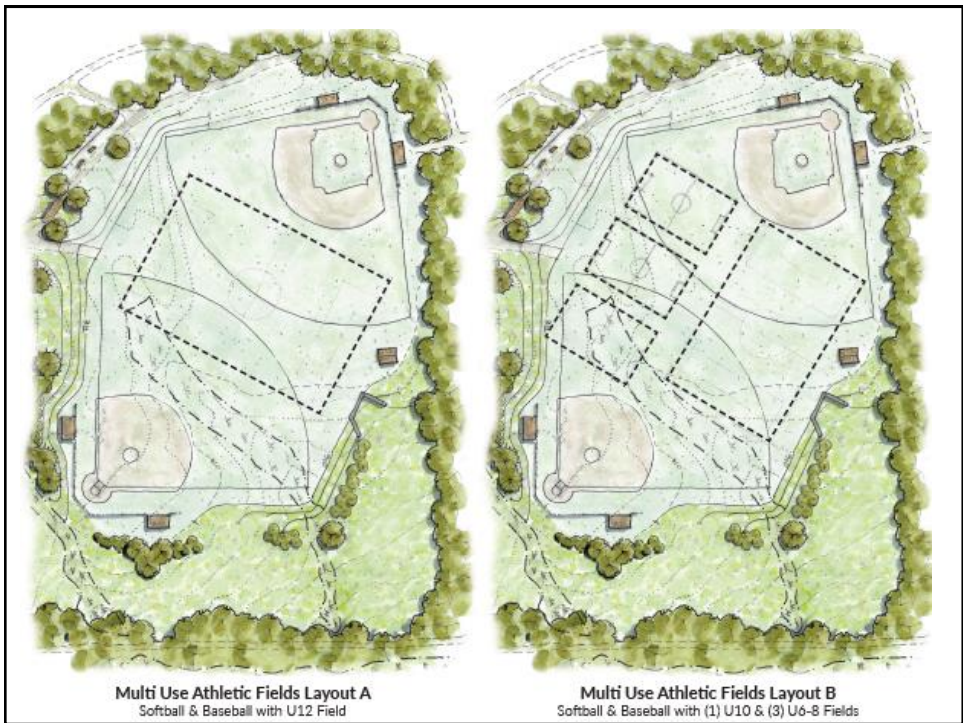 Multi Use Athletic Fields Layout A
Softball & Baseball with U12 Field
Multi Use Athletic Fields Layout B
Softball & Baseball with (1) U10 & (3) U6-8 Fields